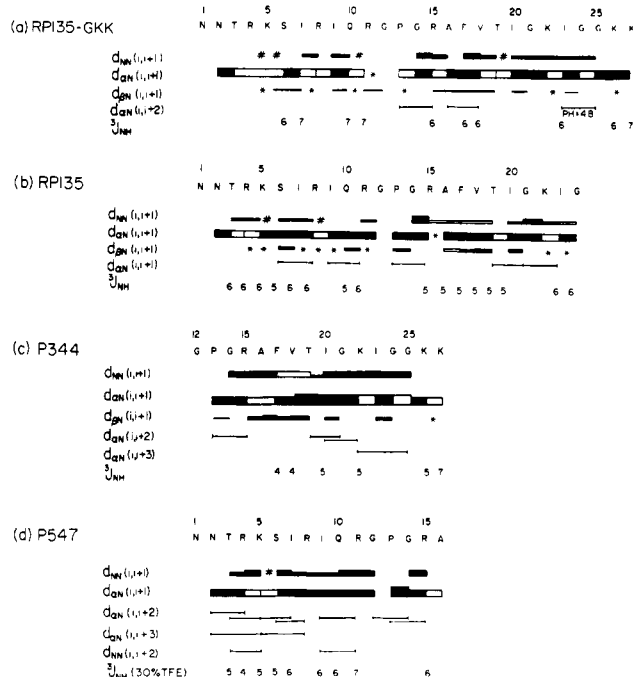 (a) RP135-GKK
1 5 10 15 20 25
N N T R K S I R I Q R G P G R A F V T I G K I G G K K
dNN(i,i+1) # # # #
dαN(i,i+1) *
dβN(i,i+1) * * * * * *
dαN(i,i+2) PH=4.8
3JNH 6 7 7 7 6 7 6 6 6 7
(b) RP135
1 5 10 15 20
N N T R K S I R I Q R G P G R A F V T I G K I G
dNN(i,i+1) # #
dαN(i,i+1) *
dβN(i,i+1) * * * * * * *
dαN(i,i+1)
3JNH 6 6 6 5 6 6 5 6 5 5 5 5 5 5 6 6
(c) P344
12 15 20 25
G P G R A F V T I G K I G G K K
dNN(i,i+1)
dαN(i,i+1)
dβN(i,i+1) *
dαN(i,i+2)
dαN(i,i+3)
3JNH 4 4 5 5 5 7
(d) P547
1 5 10 15
N N T R K S I R I Q R G P G R A
dNN(i,i+1) #
dαN(i,i+1)
dαN(i,i+2)
dαN(i,i+3)
dNN(i,i+2)
3JNH (30%TFE) 5 4 5 5 6 6 6 7 6